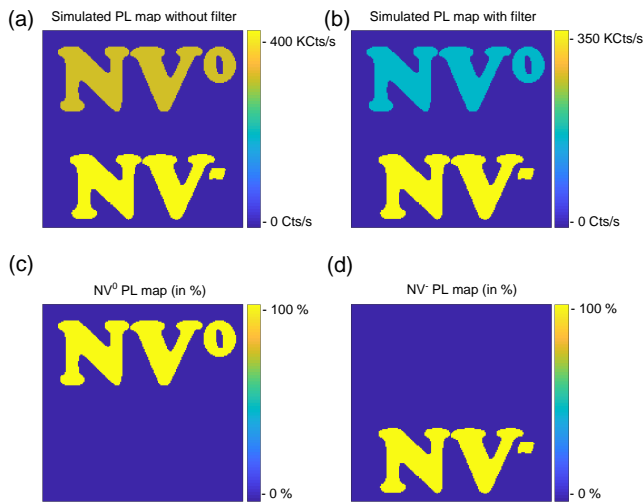 (a)
Simulated PL map without filter
NV⁰
NV⁻
- 400 KCts/s
- 0 Cts/s
(b)
Simulated PL map with filter
NV⁰
NV⁻
350 KCts/s
- 0 Cts/s
(c)
NV⁰ PL map (in %)
NV⁰
- 100 %
- 0 %
(d)
NV⁻ PL map (in %)
NV⁻
- 100 %
- 0 %